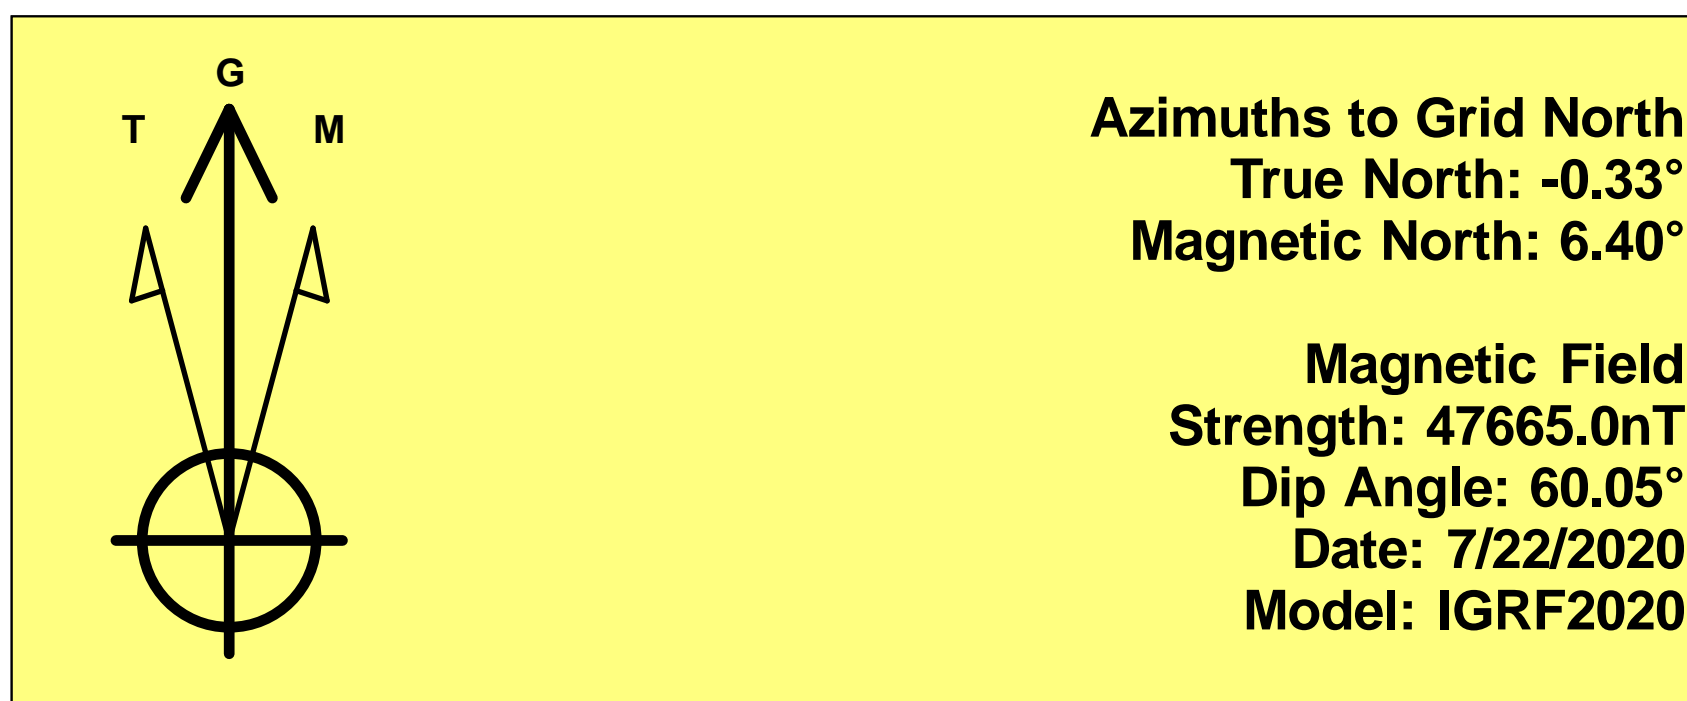 G
T M
Azimuths to Grid North
True North: -0.33°
Magnetic North: 6.40°
Magnetic Field
Strength: 47665.0nT
Dip Angle: 60.05°
Date: 7/22/2020
Model: IGRF2020